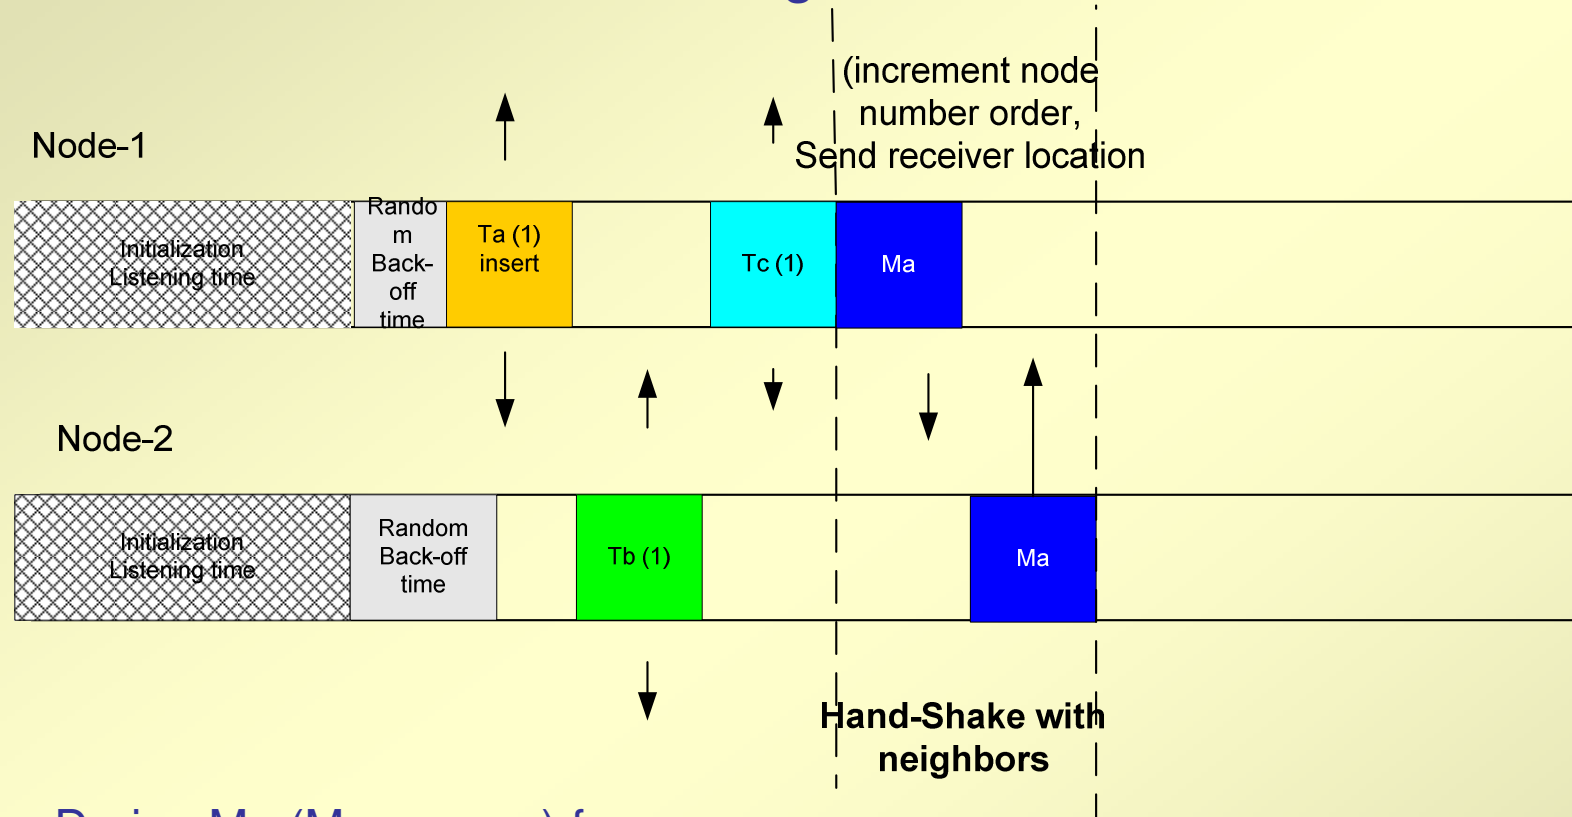 (increment node
number order,
Send receiver location
Node-1
Initialization
Listening time
Rando
m
Back-
off
time
Ta (1)
insert
Tc (1)
Ma
Node-2
Initialization
Listening time
Random
Back-off
time
Tb (1)
Ma
Hand-Shake with
neighbors